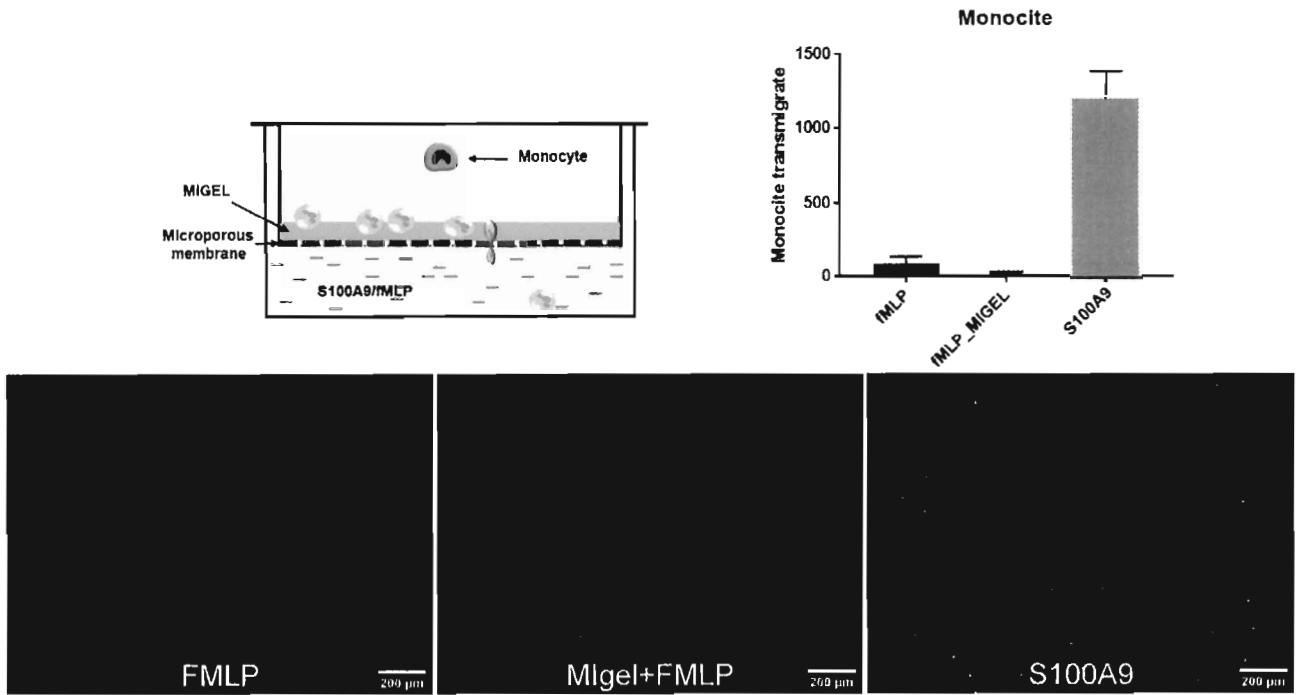 Monocite
Monocite transmigrate
1500
1000
500
0
fMLP
fMLP_MIGEL
S100A9
Monocyte
MIGEL
Microporous
membrane
S100A9/fMLP
FMLP
200 µm
MIgel+FMLP
200 µm
S100A9
200 µm